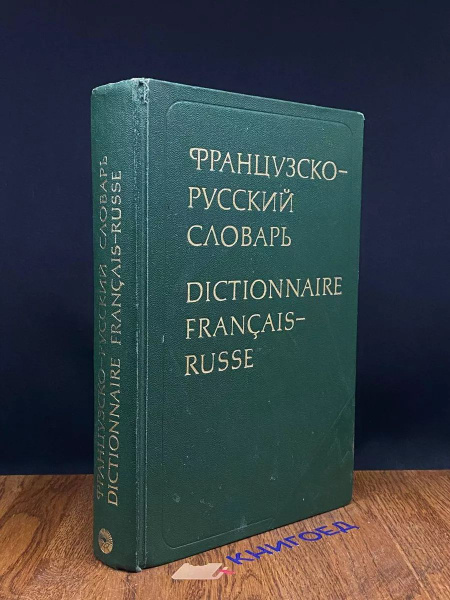 ФРАНЦУЗСКО-
РУССКИЙ
СЛОВАРЬ
DICTIONNAIRE
FRANÇAIS-
RUSSE
ФРАНЦУЗСКО-РУССКИЙ СЛОВАРЬ
DICTIONNAIRE FRANÇAIS-RUSSE
КНИГОЕД